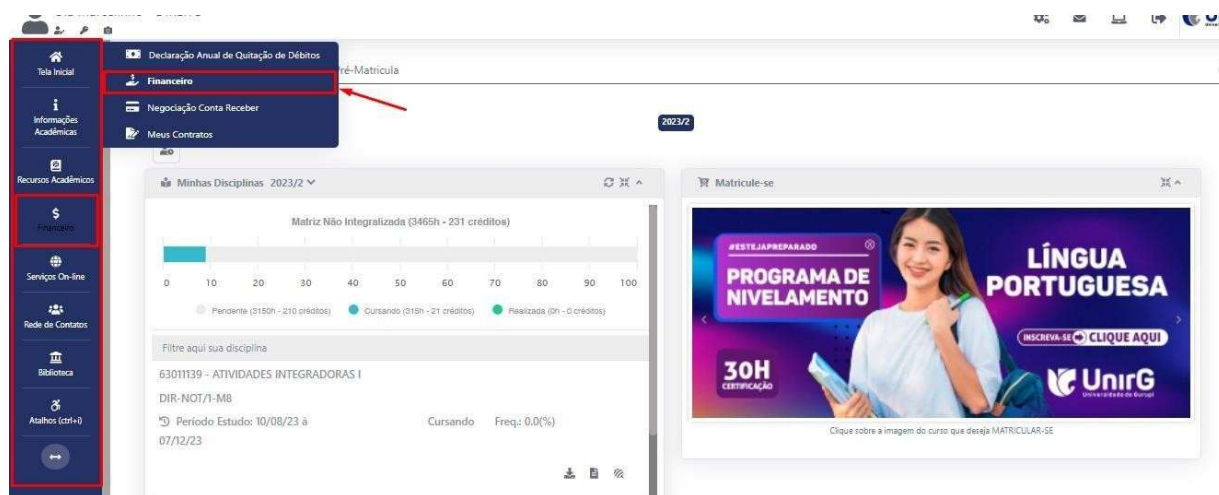 Tela Inicial
Informações
Acadêmicas
Recursos Acadêmicos
Financeiro
Serviços On-line
Rede de Contatos
Biblioteca
Atalhos (ctrl+i)
Declaração Anual de Quitação de Débitos
Financeiro
Negociação Conta Receber
Meus Contratos
ré-Matricula
2023/2
Minhas Disciplinas 2023/2
Matriz Não Integralizada (3465h - 231 créditos)
0 10 20 30 40 50 60 70 80 90 100
Pendente (3150h - 210 créditos) Cursando (315h - 21 créditos) Realizada (0h - 0 créditos)
Filtre aqui sua disciplina
63011139 - ATIVIDADES INTEGRADORAS I
DIR-NOT/1-M8
Período Estudo: 10/08/23 à Cursando Freq.: 0.0(%)
07/12/23
Matricule-se
#ESTEJAPREPARADO
PROGRAMA DE
NIVELAMENTO
30H
CERTIFICAÇÃO
LÍNGUA
PORTUGUESA
INSCREVA-SE CLIQUE AQUI
UnirG
Universidade de Gurupi
Clique sobre a imagem do curso que deseja MATRICULAR-SE